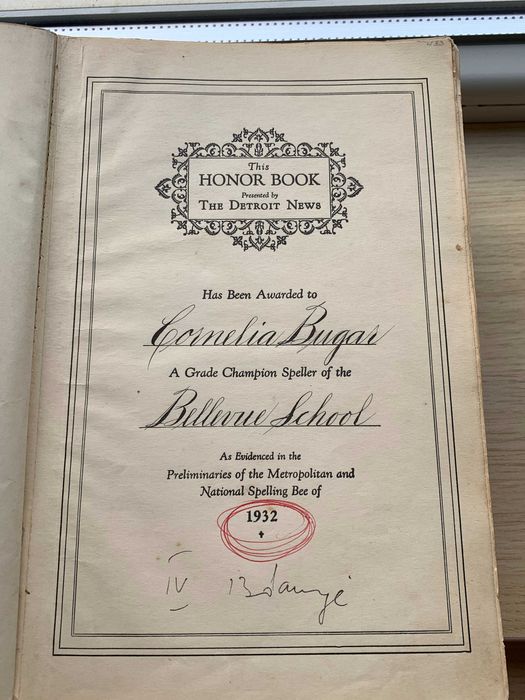 This
HONOR BOOK
Presented by
THE DETROIT NEWS
Has Been Awarded to
Cornelia Bugar
A Grade Champion Speller of the
Bellevue School
As Evidenced in the
Preliminaries of the Metropolitan and
National Spelling Bee of
1932
IV